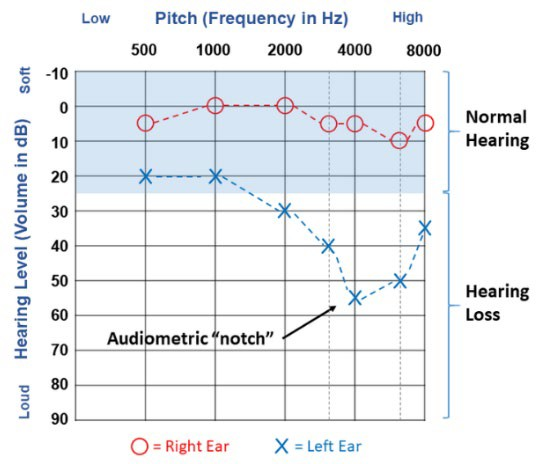 Low Pitch (Frequency in Hz) High
500 1000 2000 4000 8000
Soft
Hearing Level (Volume in dB)
Loud
-10
0
10
20
30
40
50
60
70
80
90
Normal
Hearing
Hearing
Loss
Audiometric “notch”
= Right Ear = Left Ear